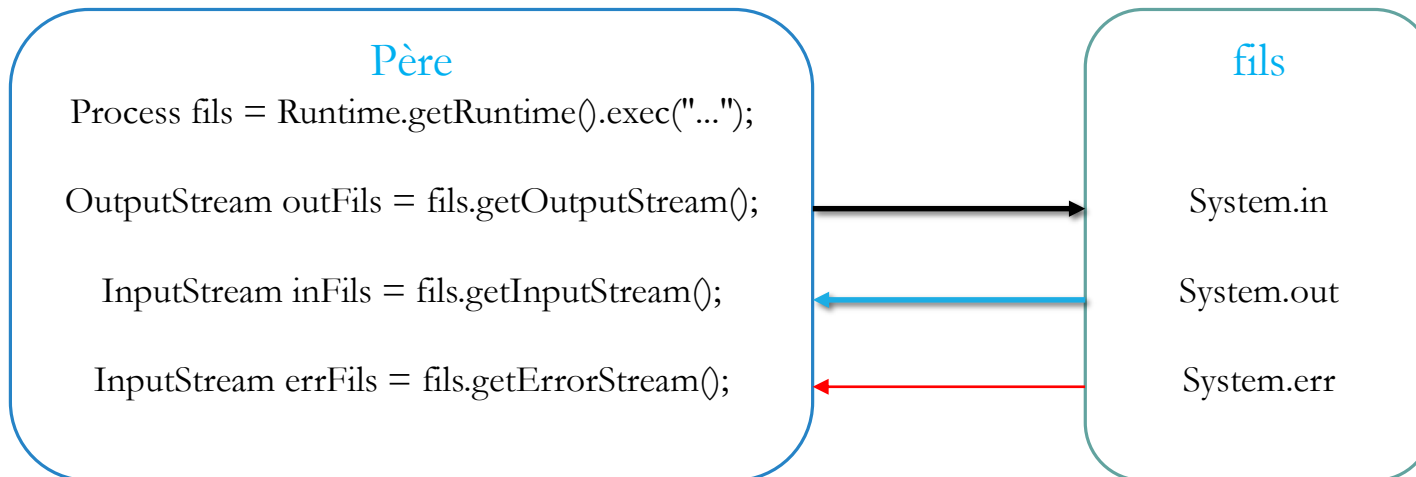 Père
fils
Process fils = Runtime.getRuntime().exec("...");
OutputStream outFils = fils.getOutputStream();
System.in
InputStream inFils = fils.getInputStream();
System.out
InputStream errFils = fils.getErrorStream();
System.err